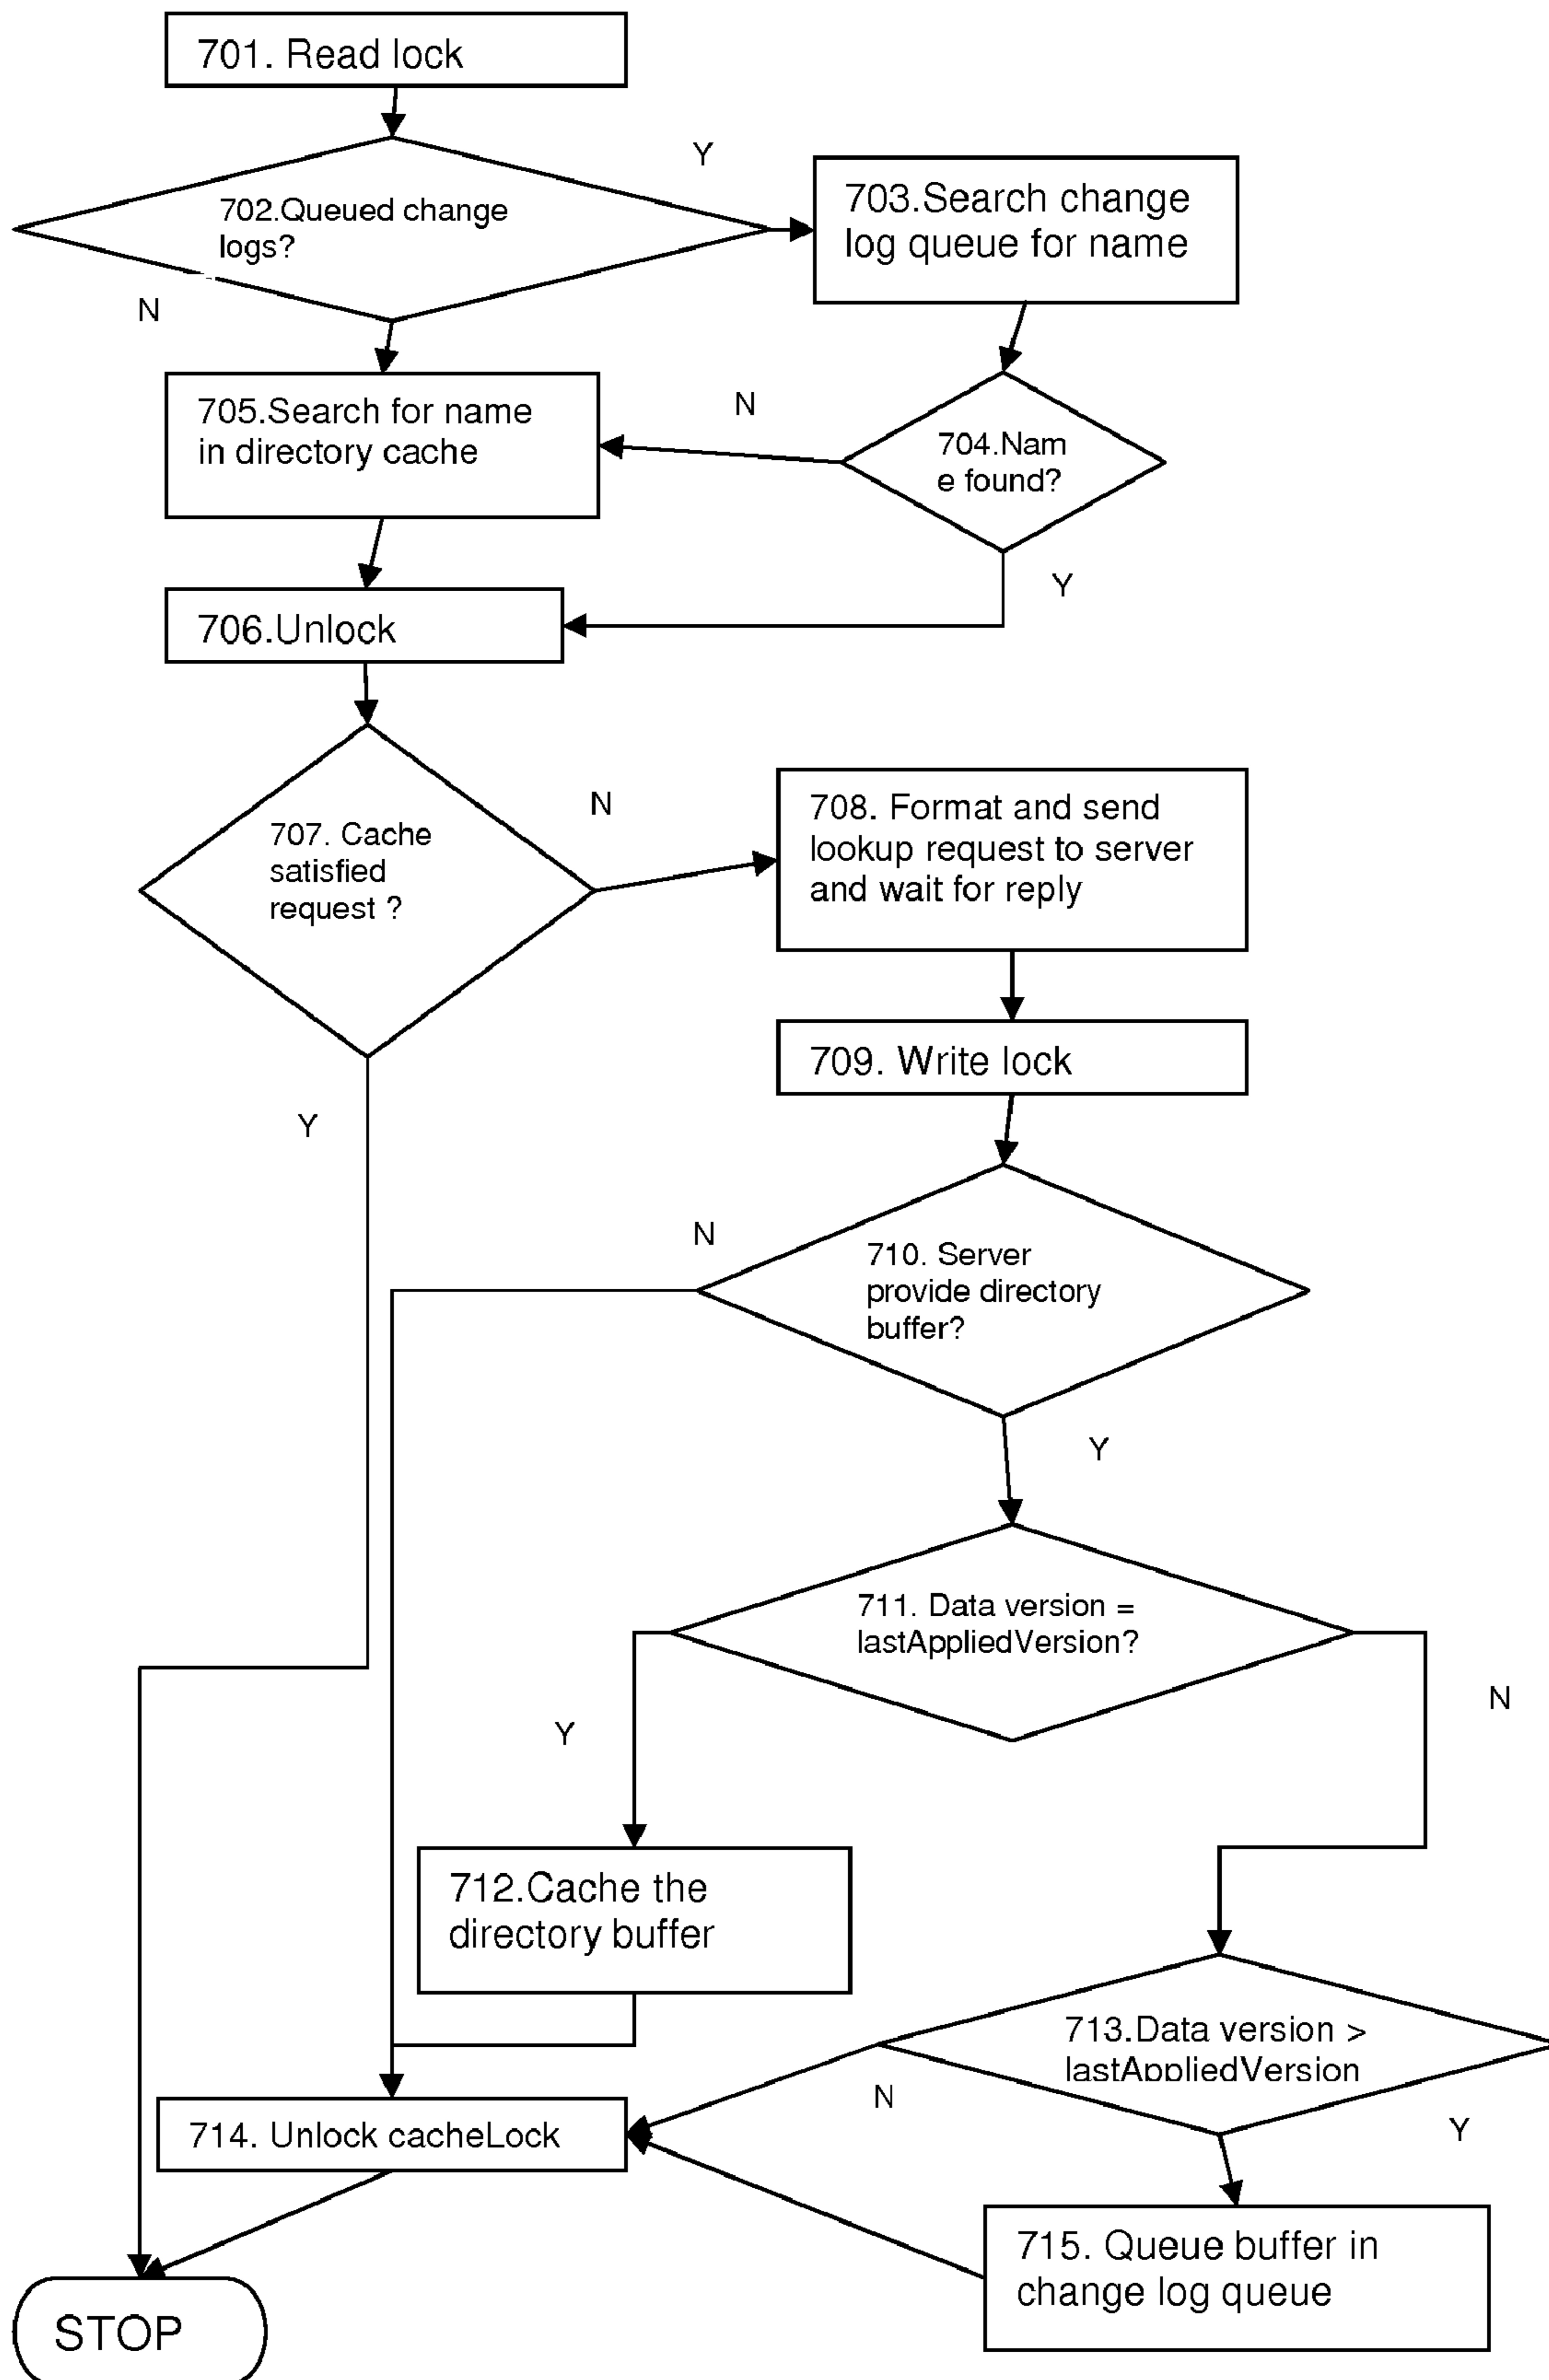 701. Read lock
Y
702.Queued change
logs?
703.Search change
log queue for name
N
705.Search for name
in directory cache
N
704.Nam
e found?
Y
706.Unlock
707. Cache
satisfied
request ?
N
708. Format and send
lookup request to server
and wait for reply
709. Write lock
Y
N
710. Server
provide directory
buffer?
Y
711. Data version =
lastAppliedVersion?
Y
N
712.Cache the
directory buffer
713.Data version >
lastAppliedVersion
N
Y
714. Unlock cacheLock
715. Queue buffer in
change log queue
STOP